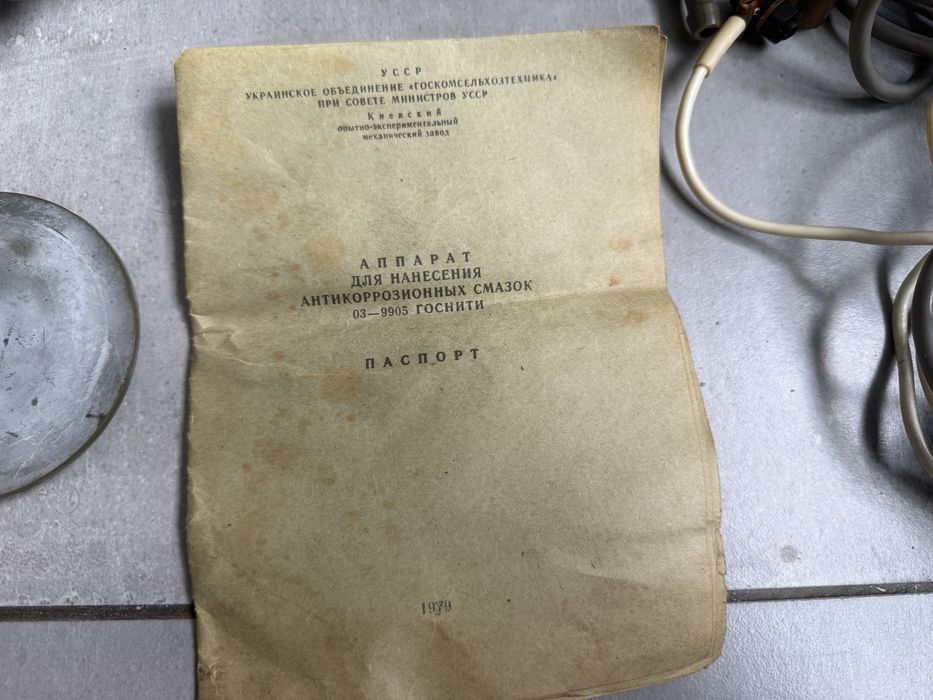 УССР
УКРАИНСКОЕ ОБЪЕДИНЕНИЕ «ГОСКОМСЕЛЬХОЗТЕХНИКА»
ПРИ СОВЕТЕ МИНИСТРОВ УССР
Киевский
опытно-экспериментальный
механический завод
АППАРАТ
ДЛЯ НАНЕСЕНИЯ
АНТИКОРРОЗИОННЫХ СМАЗОК
03—9905 ГОСНИТИ
ПАСПОРТ